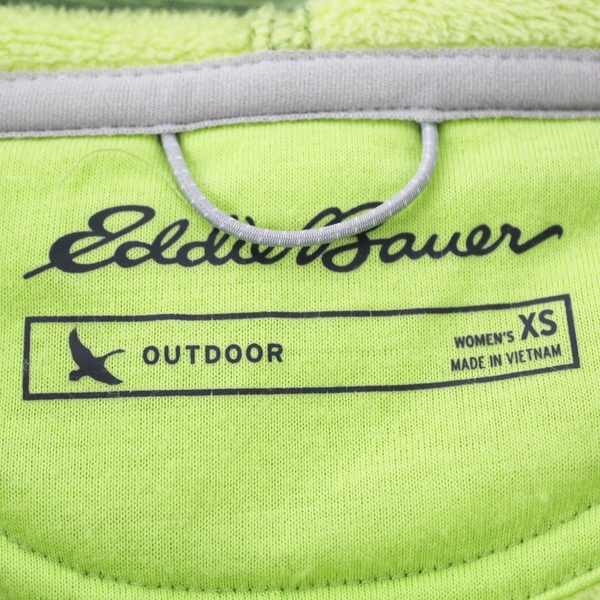 Eddie Bauer
OUTDOOR
WOMEN'S XS
MADE IN VIETNAM